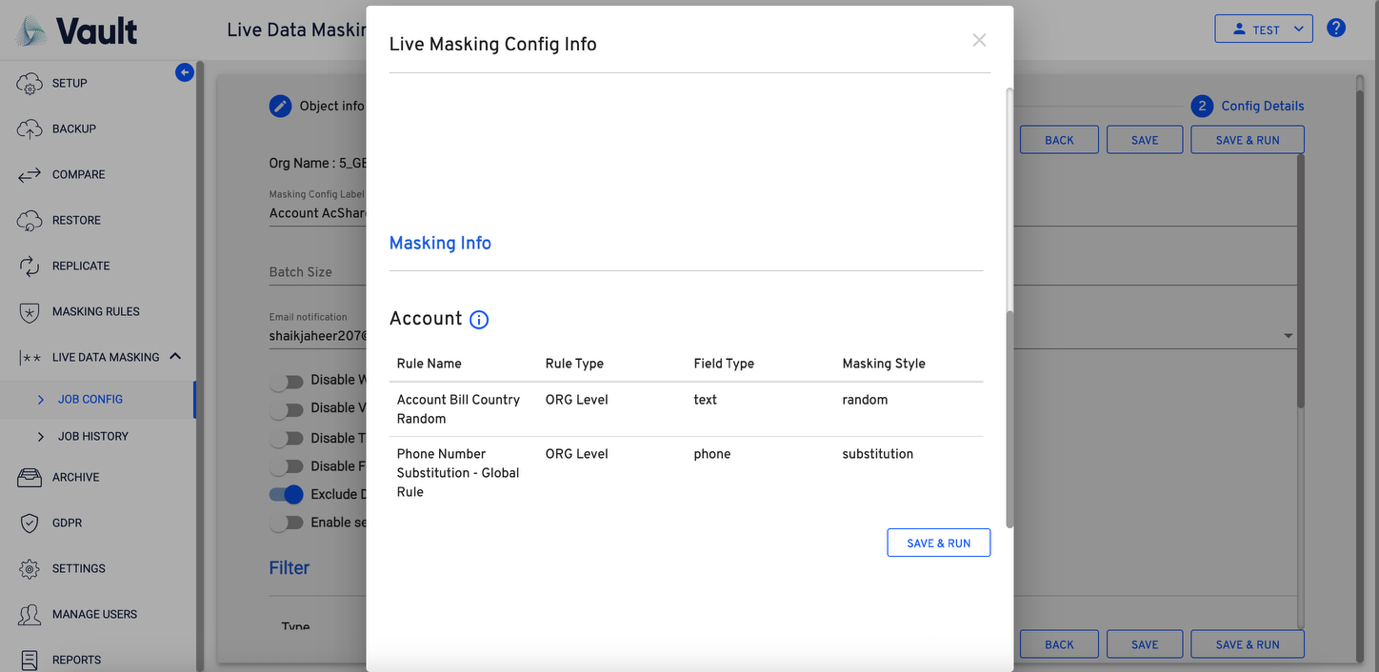 Vault
Live Data Maskin
TEST
?
SETUP
BACKUP
COMPARE
RESTORE
REPLICATE
MASKING RULES
LIVE DATA MASKING
JOB CONFIG
JOB HISTORY
ARCHIVE
GDPR
SETTINGS
MANAGE USERS
REPORTS
Object info
2 Config Details
BACK SAVE SAVE & RUN
Org Name : 5_GE
Masking Config Label
Account AcShar
Batch Size
Email notification
shaikjaheer207@
Disable W
Disable V
Disable T
Disable F
Exclude D
Enable se
Filter
Type
BACK SAVE SAVE & RUN
Live Masking Config Info
Masking Info
Account
Rule Name Rule Type Field Type Masking Style
Account Bill Country ORG Level text random
Random
Phone Number ORG Level phone substitution
Substitution - Global
Rule
SAVE & RUN